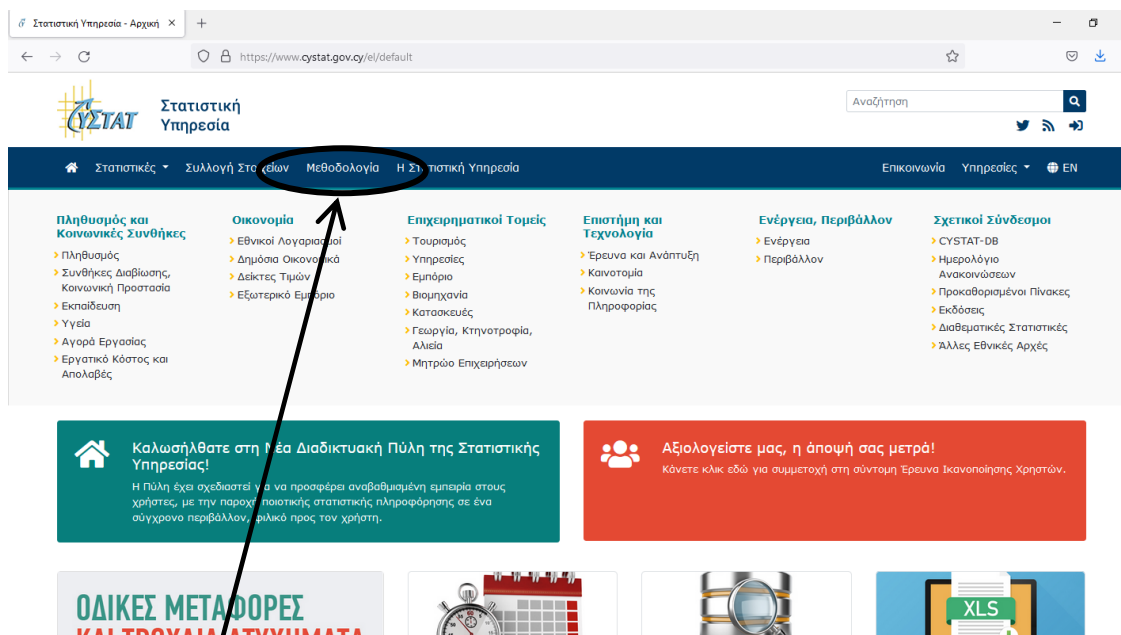 Στατιστική Υπηρεσία - Αρχική
https://www.cystat.gov.cy/el/default
ΣΤΑΤ
Στατιστική
Υπηρεσία
Αναζήτηση
Στατιστικές Συλλογή Στοιχείων Μεθοδολογία Η Στατιστική Υπηρεσία Επικοινωνία Υπηρεσίες EN
Πληθυσμός και
Κοινωνικές Συνθήκες
Πληθυσμός
Συνθήκες Διαβίωσης,
Κοινωνική Προστασία
Εκπαίδευση
Υγεία
Αγορά Εργασίας
Εργατικό Κόστος και
Απολαβές
Οικονομία
Εθνικοί Λογαριασμοί
Δημόσια Οικονομικά
Δείκτες Τιμών
Εξωτερικό Εμπόριο
Επιχειρηματικοί Τομείς
Τουρισμός
Υπηρεσίες
Εμπόριο
Βιομηχανία
Κατασκευές
Γεωργία, Κτηνοτροφία,
Αλιεία
Μητρώο Επιχειρήσεων
Επιστήμη και
Τεχνολογία
Έρευνα και Ανάπτυξη
Καινοτομία
Κοινωνία της
Πληροφορίας
Ενέργεια, Περιβάλλον
Ενέργεια
Περιβάλλον
Σχετικοί Σύνδεσμοι
CYSTAT-DB
Ημερολόγιο
Ανακοινώσεων
Προκαθορισμένοι Πίνακες
Εκδόσεις
Διαθεματικές Στατιστικές
Άλλες Εθνικές Αρχές
Καλωσήλθατε στη Νέα Διαδικτυακή Πύλη της Στατιστικής
Υπηρεσίας!
Η Πύλη έχει σχεδιαστεί για να προσφέρει αναβαθμισμένη εμπειρία στους
χρήστες, με την παροχή ποιοτικής στατιστικής πληροφόρησης σε ένα
σύγχρονο περιβάλλον, φιλικό προς τον χρήστη.
Αξιολογείστε μας, η άποψή σας μετρά!
Κάνετε κλικ εδώ για συμμετοχή στη σύντομη Έρευνα Ικανοποίησης Χρηστών.
ΟΔΙΚΕΣ ΜΕΤΑΦΟΡΕΣ
ΚΑΙ ΤΡΟΧΑΙΑ ΑΤΥΧΗΜΑΤΑ
XLS